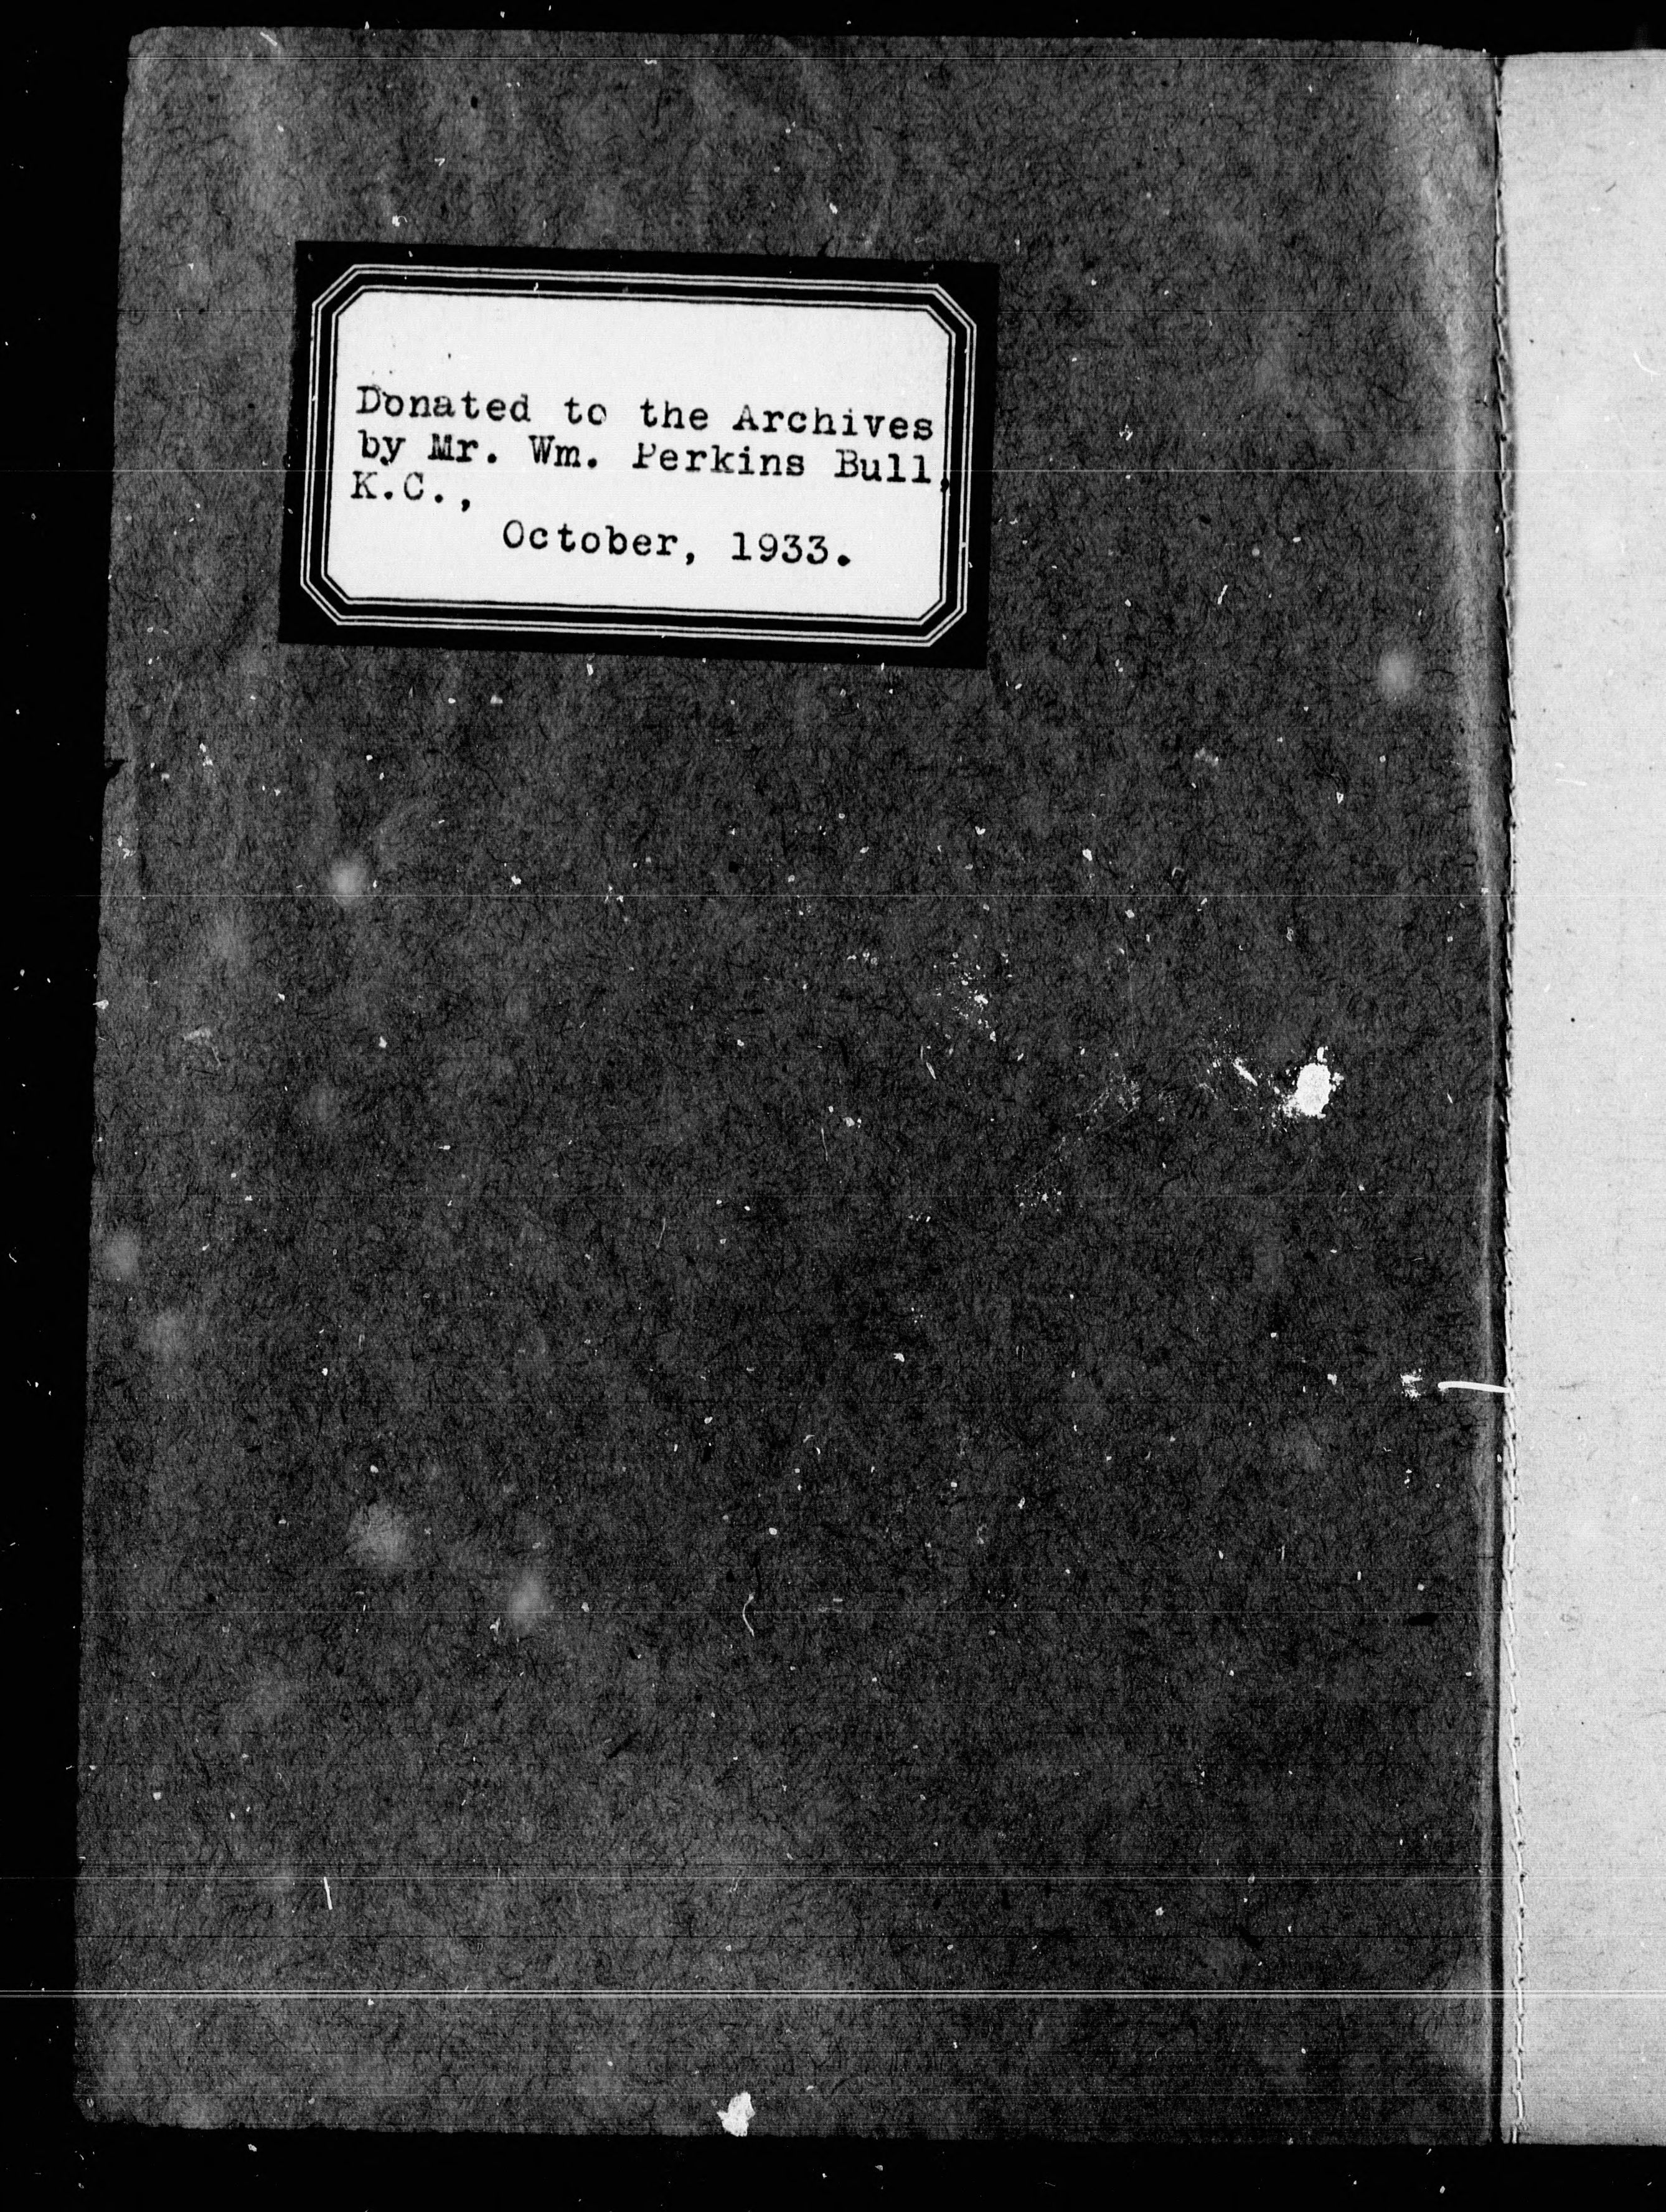 Donated to the Archives
by Mr. Wm. Perkins Bull,
K.C.,
October, 1933.